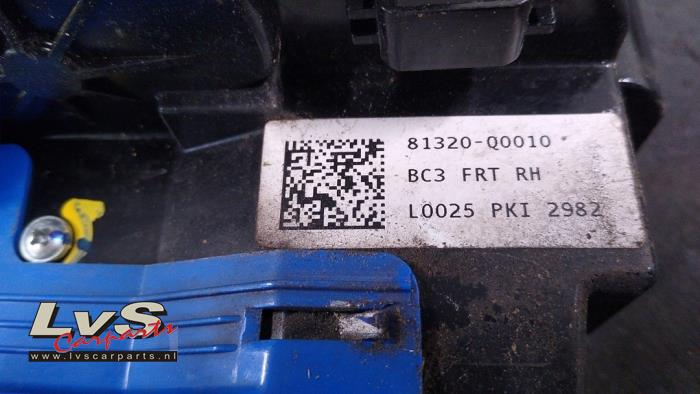 81320-Q0010
BC3 FRT RH
L0025 PKI 2982
LvS
Carparts
www.lvscarparts.nl